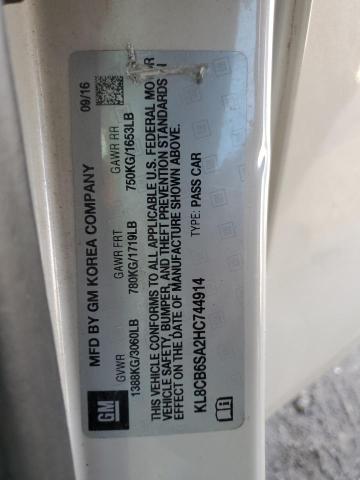 GM
MFD BY GM KOREA COMPANY
09/16
GVWR
GAWR FRT
GAWR RR
1388KG/3060LB
780KG/1719LB
750KG/1653LB
THIS VEHICLE CONFORMS TO ALL APPLICABLE U.S. FEDERAL MOTOR
VEHICLE SAFETY, BUMPER, AND THEFT PREVENTION STANDARDS IN
EFFECT ON THE DATE OF MANUFACTURE SHOWN ABOVE.
KL8CB6SA2HC744914
TYPE: PASS CAR